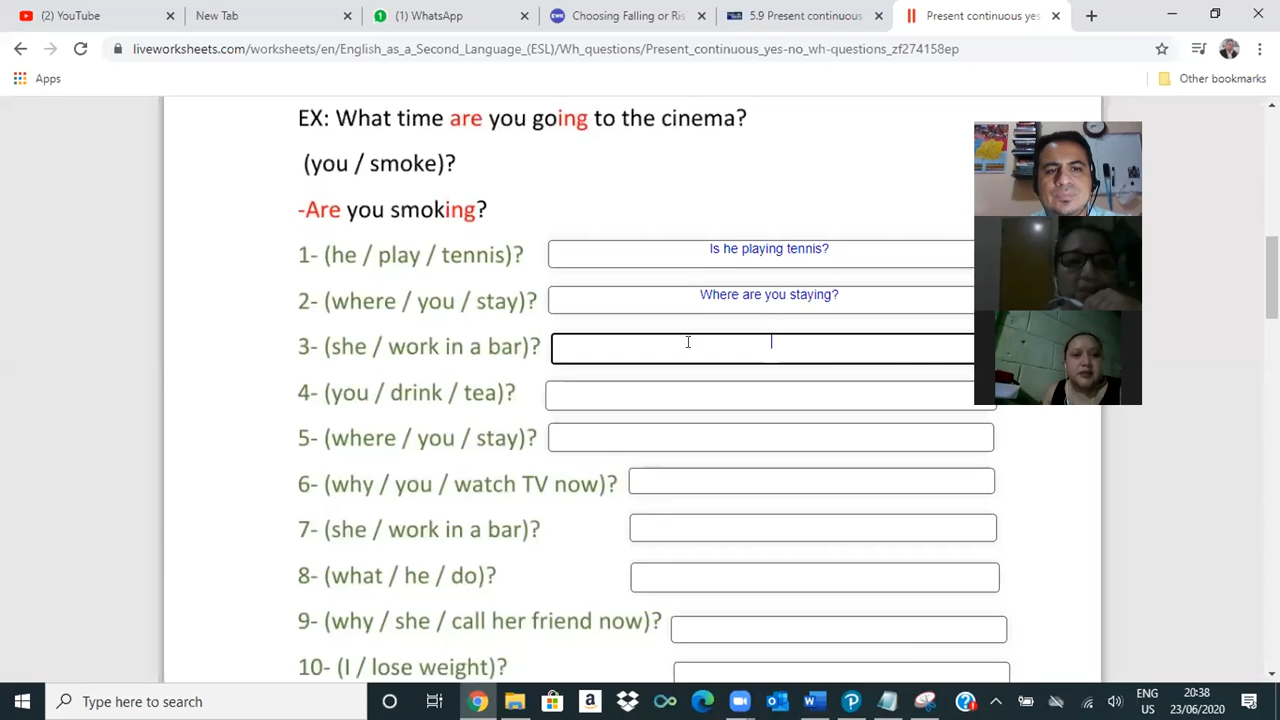 (2) YouTube
New Tab
(1) WhatsApp
Choosing Falling or Ris
5.9 Present continuous
Present continuous yes
liveworksheets.com/worksheets/en/English_as_a_Second_Language_(ESL)/Wh_questions/Present_continuous_yes-no_wh-questions_zf274158ep
Apps
Other bookmarks
EX: What time are you going to the cinema?
(you / smoke)?
-Are you smoking?
1- (he / play / tennis)? Is he playing tennis?
2- (where / you / stay)? Where are you staying?
3- (she / work in a bar)?
4- (you / drink / tea)?
5- (where / you / stay)?
6- (why / you / watch TV now)?
7- (she / work in a bar)?
8- (what / he / do)?
9- (why / she / call her friend now)?
10- (I / lose weight)?
Type here to search
ENG
US
20:38
23/06/2020